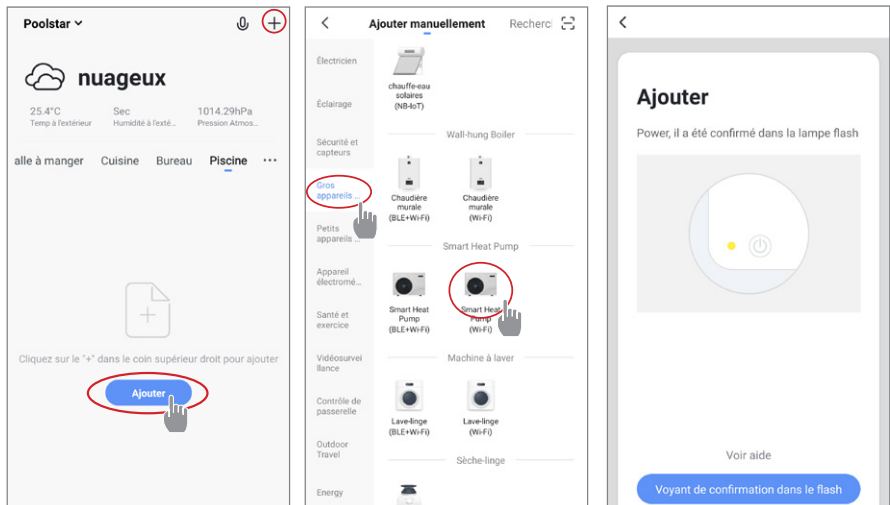 Poolstar
nuageux
25.4°C Sec 1014.29hPa
Temp à l'extérieur Humidité à l'exté... Pression Atmos...
alle à manger Cuisine Bureau Piscine ...
Cliquez sur le "+" dans le coin supérieur droit pour ajouter
Ajouter
Ajouter manuellement Recherc
Électricien
Éclairage
Sécurité et
capteurs
Gros
appareils ...
Petits
appareils ...
Appareil
électromé...
Santé et
exercice
Vidéosurvei
llance
Contrôle de
passerelle
Outdoor
Travel
Energy
chauffe-eau
solaires
(NB-IoT)
Wall-hung Boiler
Chaudière
murale
(BLE+Wi-Fi)
Chaudière
murale
(Wi-Fi)
Smart Heat Pump
Smart Heat
Pump
(BLE+Wi-Fi)
Smart Heat
Pump
(Wi-Fi)
Machine à laver
Lave-linge
(BLE+Wi-Fi)
Lave-linge
(Wi-Fi)
Sèche-linge
Ajouter
Power, il a été confirmé dans la lampe flash
Voir aide
Voyant de confirmation dans le flash